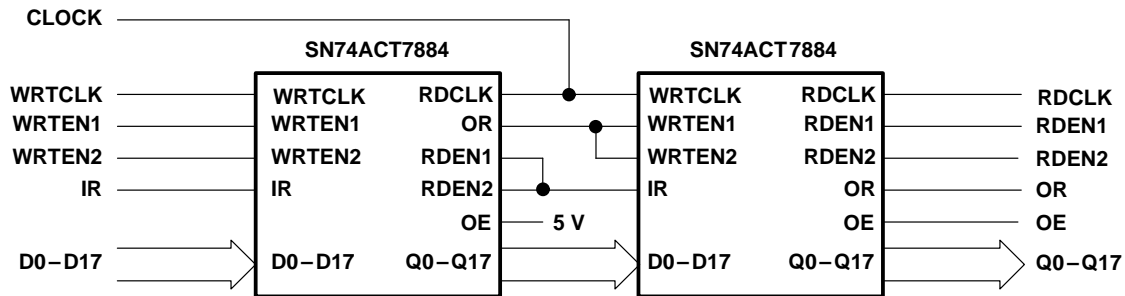 CLOCK
SN74ACT7884 SN74ACT7884
WRTCLK WRTCLK RDCLK WRTCLK RDCLK RDCLK
WRTEN1 WRTEN1 OR WRTEN1 RDEN1 RDEN1
WRTEN2 WRTEN2 RDEN1 WRTEN2 RDEN2 RDEN2
IR IR RDEN2 IR OR OR
OE 5 V OE OE
D0–D17 D0–D17 Q0–Q17 D0–D17 Q0–Q17 Q0–Q17